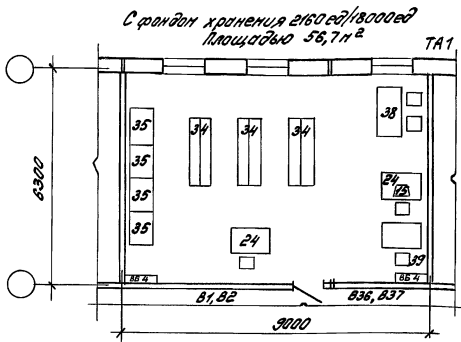 С фондом хранения 2160 ед/18000 ед
Площадью 56,7 м²
ТА1
6300
35
35
35
35
34
34
34
38
24
15
39
24
ВБ 4
ВБ 4
В1, В2
В36, В37
9000